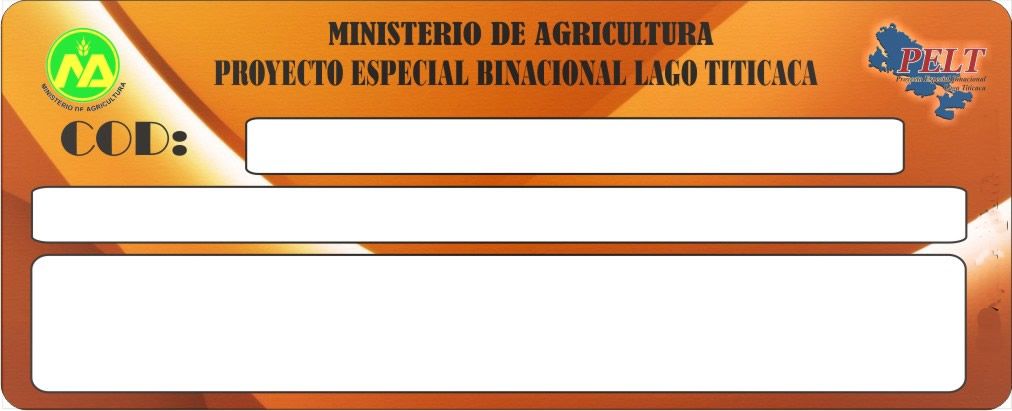 MINISTERIO DE AGRICULTURA
PROYECTO ESPECIAL BINACIONAL LAGO TITICACA
MA
MINISTERIO DE AGRICULTURA
PELT
Proyecto Especial Binacional
Lago Titicaca
COD: